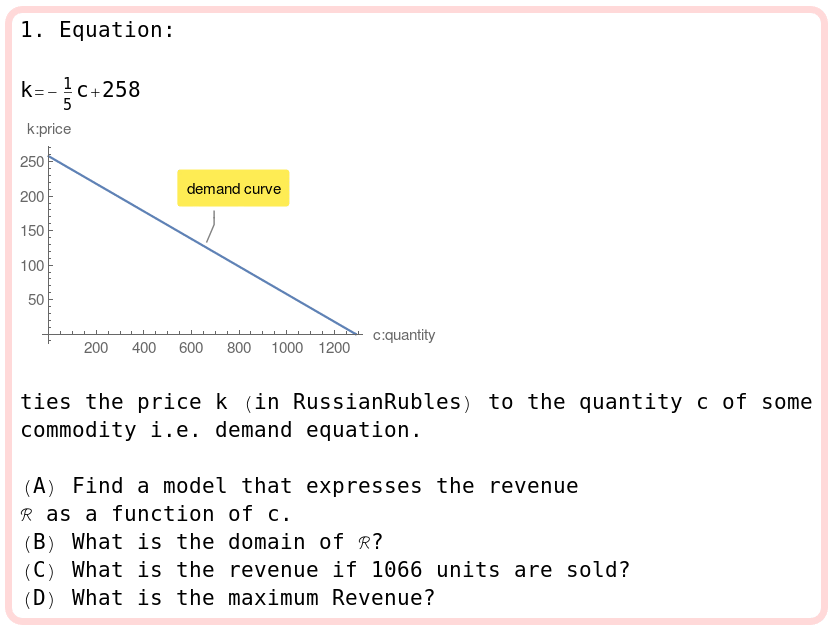 1. Equation:
k=-1/5 c+258
k:price
250
200
150
100
50
demand curve
200 400 600 800 1000 1200
c:quantity
ties the price k (in RussianRubles) to the quantity c of some
commodity i.e. demand equation.
(A) Find a model that expresses the revenue
ℛ as a function of c.
(B) What is the domain of ℛ?
(C) What is the revenue if 1066 units are sold?
(D) What is the maximum Revenue?